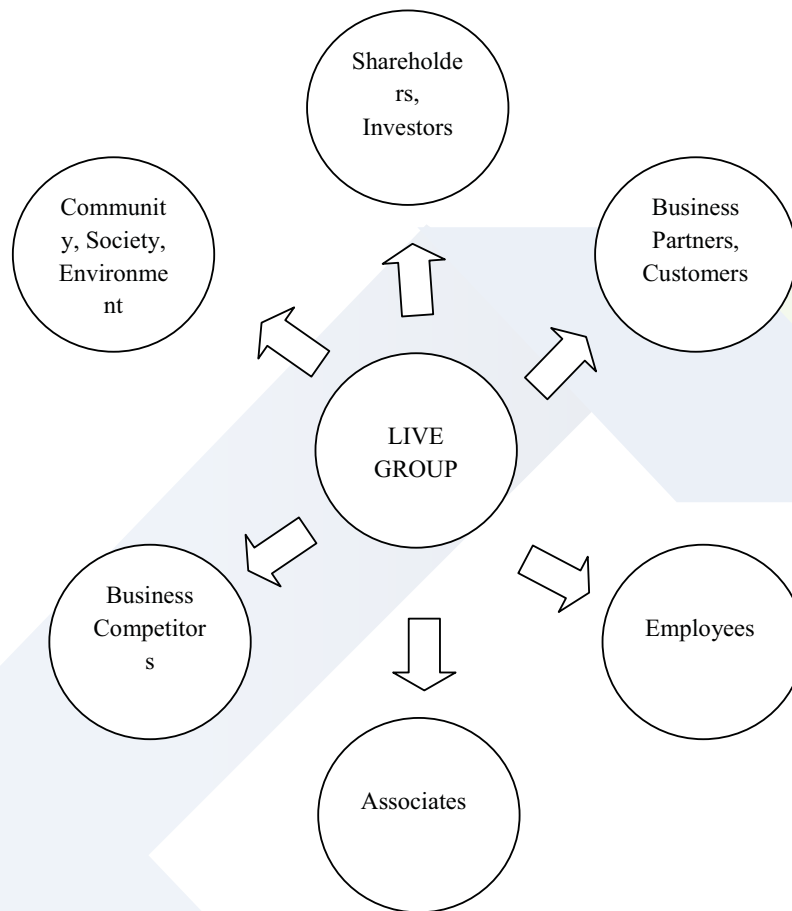 Shareholde
rs,
Investors
Communit
y, Society,
Environme
nt
Business
Partners,
Customers
LIVE
GROUP
Business
Competitor
s
Employees
Associates